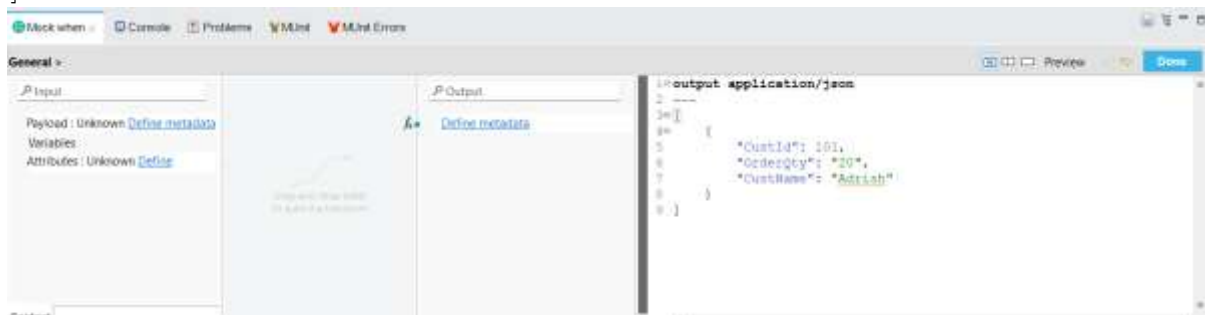 ]
Mock when Console Problems MUnit MUnit Errors
General Preview Done
Input Output
Payload : Unknown Define metadata Define metadata
Variables
Attributes : Unknown Define
1 output application/json
2 ---
3 [
4 {
5 "CustId": 101,
6 "OrderQty": "20",
7 "CustName": "Adrish"
8 }
9 ]